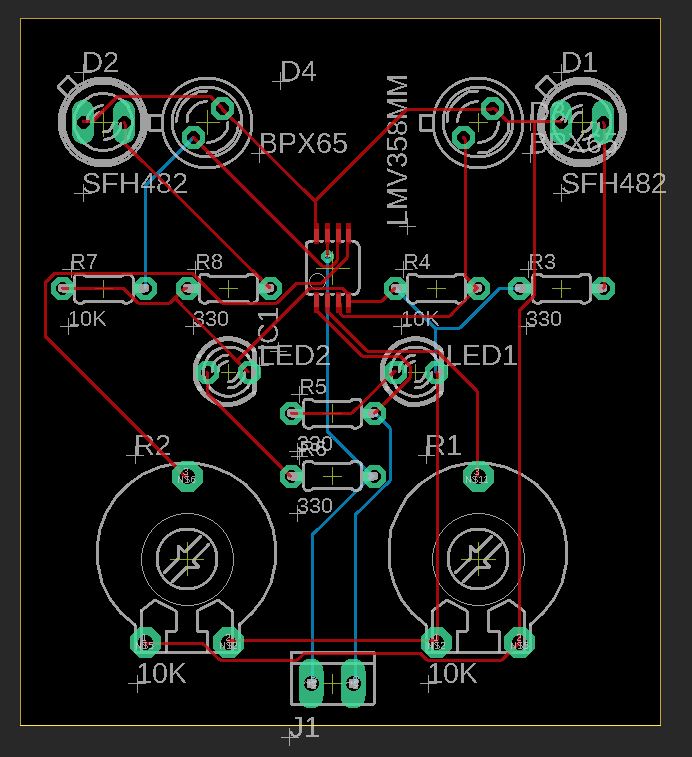 D2
D4
D1
LMV358MM
BPX65
BPX65
SFH482
SFH482
R7
R8
R4
R3
10K
330
10K
330
IC1
LED2
LED1
R5
330
R6
330
R2
R1
10K
10K
J1